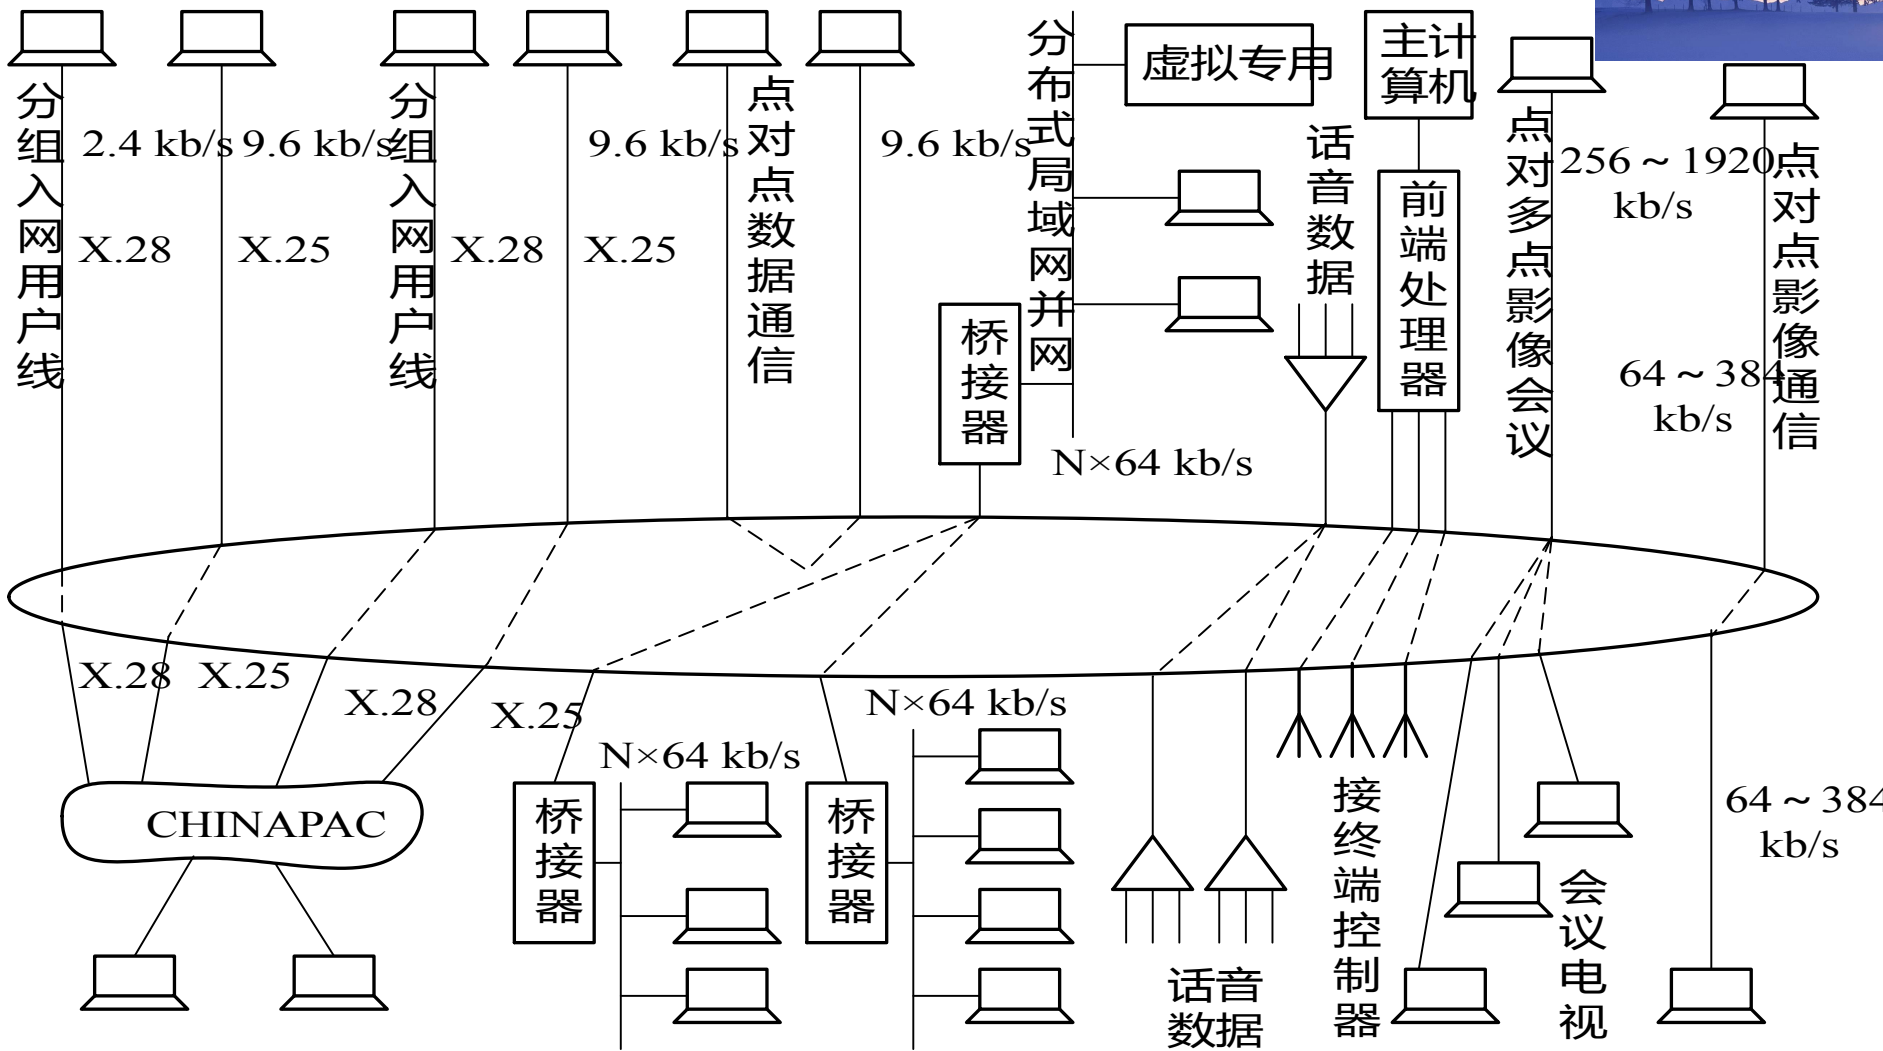 分组入网用户线
2.4 kb/s
X.28
9.6 kb/s
X.25
分组入网用户线
X.28
9.6 kb/s
X.25
点对点数据通信
9.6 kb/s
分布式局域网并网
虚拟专用
桥接器
N×64 kb/s
话音数据
主计
算机
前端处理器
点对多点影像会议
256～1920
kb/s
64～384
kb/s
点对点影像通信
X.28
X.25
X.28
X.25
CHINAPAC
N×64 kb/s
桥接器
N×64 kb/s
桥接器
话音
数据
接终端控制器
会议电视
64～384
kb/s